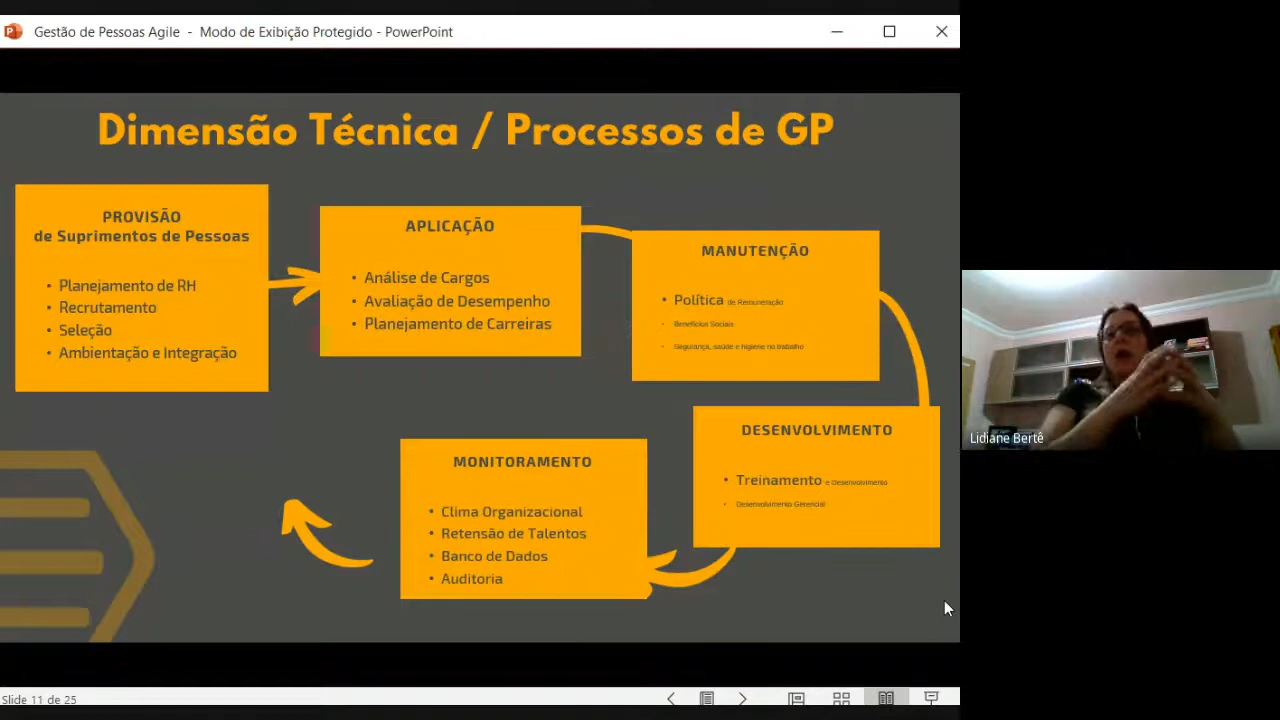 Gestão de Pessoas Agile - Modo de Exibição Protegido - PowerPoint
Dimensão Técnica / Processos de GP
PROVISÃO
de Suprimentos de Pessoas
• Planejamento de RH
• Recrutamento
• Seleção
• Ambientação e Integração
APLICAÇÃO
• Análise de Cargos
• Avaliação de Desempenho
• Planejamento de Carreiras
MANUTENÇÃO
• Política de Remuneração
• Benefícios Sociais
• Segurança, saúde e higiene no trabalho
DESENVOLVIMENTO
• Treinamento e Desenvolvimento
• Desenvolvimento Gerencial
MONITORAMENTO
• Clima Organizacional
• Retensão de Talentos
• Banco de Dados
• Auditoria
Lidiane Bertê
Slide 11 de 25